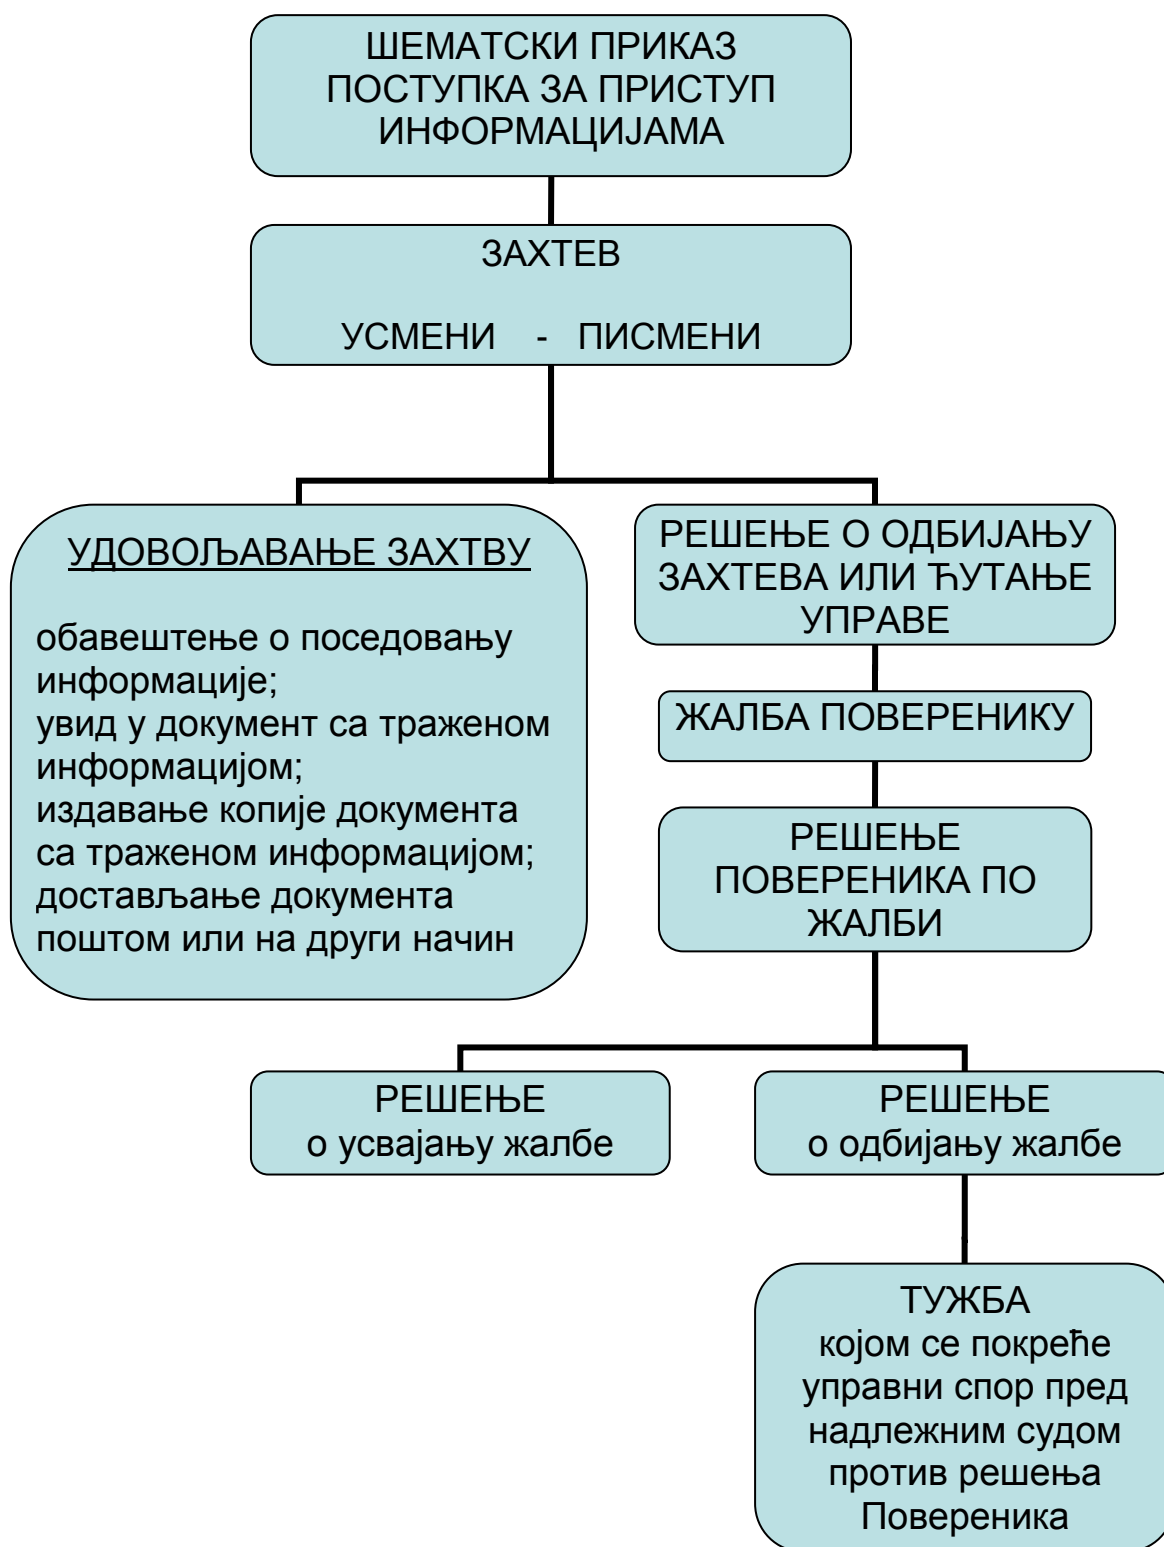 ШЕМАТСКИ ПРИКАЗ
ПОСТУПКА ЗА ПРИСТУП
ИНФОРМАЦИЈАМА
ЗАХТЕВ
УСМЕНИ - ПИСМЕНИ
УДОВОЉАВАЊЕ ЗАХТВУ
обавештење о поседовању
информације;
увид у документ са траженом
информацијом;
издавање копије документа
са траженом информацијом;
достављање документа
поштом или на други начин
РЕШЕЊЕ О ОДБИЈАЊУ
ЗАХТЕВА ИЛИ ЋУТАЊЕ
УПРАВЕ
ЖАЛБА ПОВЕРЕНИКУ
РЕШЕЊЕ
ПОВЕРЕНИКА ПО
ЖАЛБИ
РЕШЕЊЕ
о усвајању жалбе
РЕШЕЊЕ
о одбијању жалбе
ТУЖБА
којом се покреће
управни спор пред
надлежним судом
против решења
Повереника